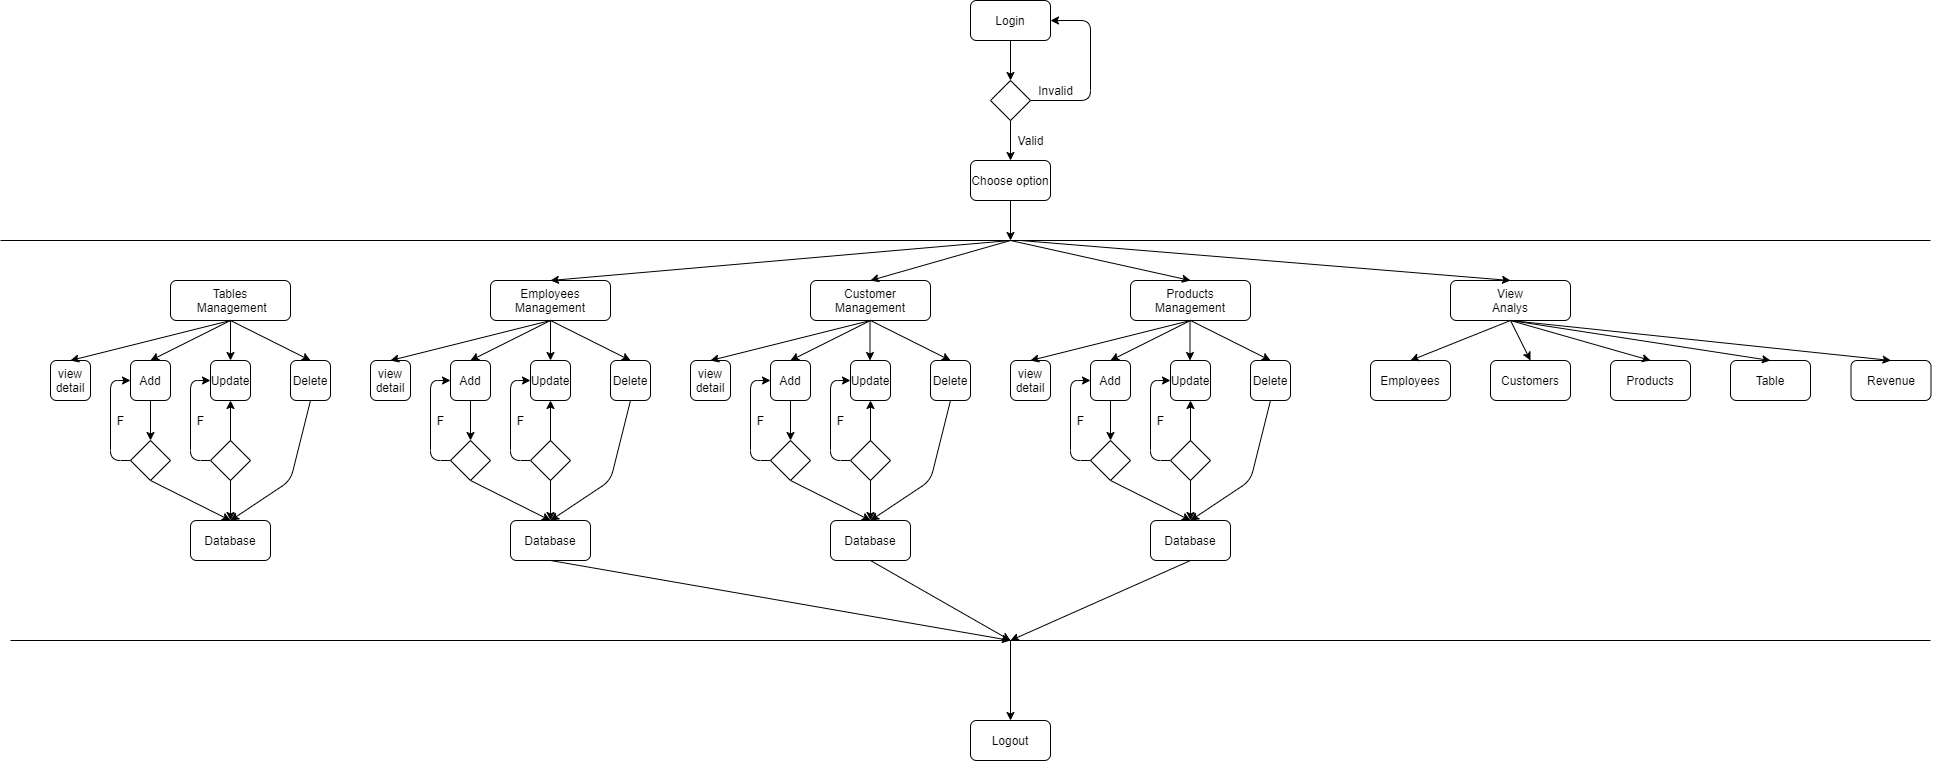 Login
Invalid
Valid
Choose option
Tables
Management
Employees
Management
Customer
Management
Products
Management
View
Analys
view
detail
Add
Update
Delete
view
detail
Add
Update
Delete
view
detail
Add
Update
Delete
view
detail
Add
Update
Delete
Employees
Customers
Products
Table
Revenue
F
F
F
F
F
F
F
F
Database
Database
Database
Database
Logout